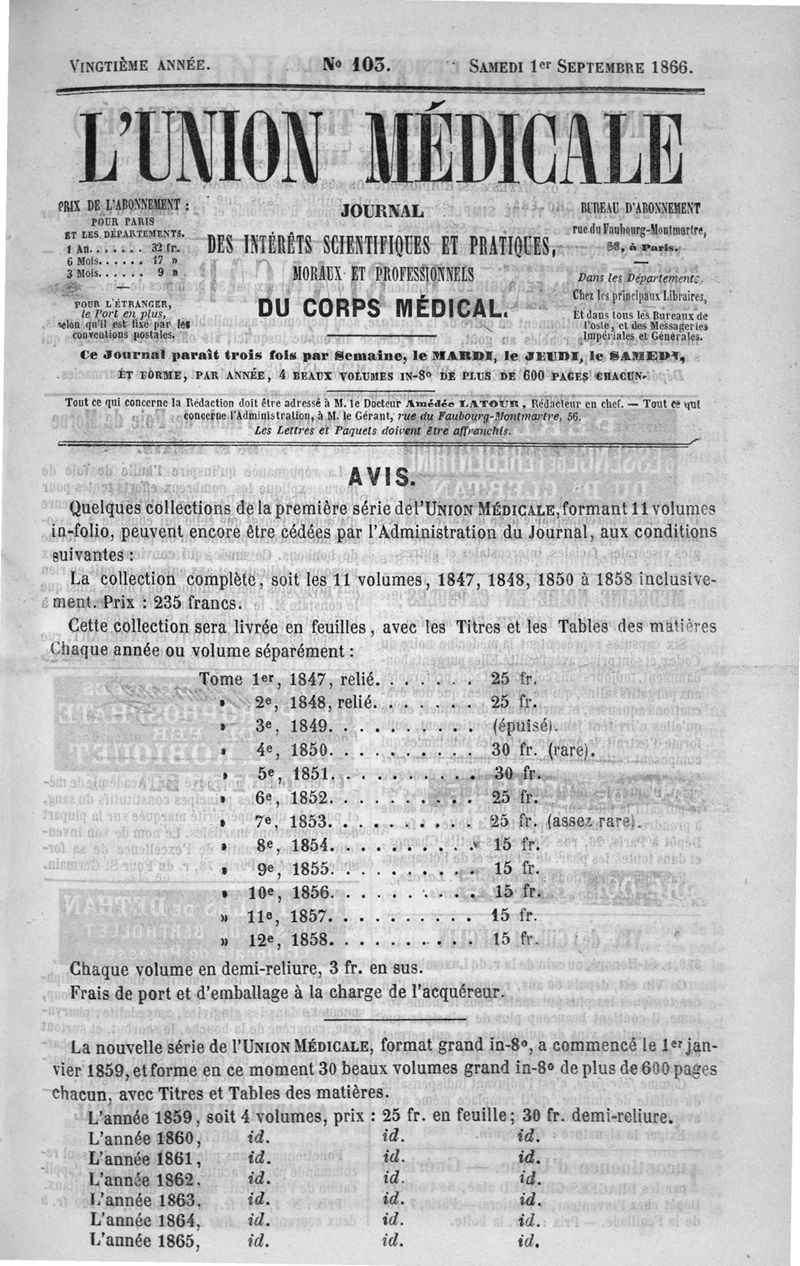 VINGTIÈME ANNÉE. No 103. SAMEDI 1er SEPTEMBRE 1866.
L'UNION MÉDICALE
PRIX DE L'ABONNEMENT :
POUR PARIS
ET LES DÉPARTEMENTS.
1 An....... 32 fr.
6 Mois...... 17 »
3 Mois...... 9 »
POUR L'ÉTRANGER,
le Port en plus,
selon qu'il est fixé par les
conventions postales.
JOURNAL
DES INTÉRÊTS SCIENTIFIQUES ET PRATIQUES,
MORAUX ET PROFESSIONNELS
DU CORPS MÉDICAL.
BUREAU D'ABONNEMENT
rue du Faubourg-Montmartre,
56, à Paris.
Dans les Départements,
Chez les principaux Libraires,
Et dans tous les Bureaux de
Poste, et des Messageries
Impériales et Générales.
Ce Journal paraît trois fois par Semaine, le MARDI, le JEUDI, le SAMEDI,
ET FORME, PAR ANNÉE, 4 BEAUX VOLUMES IN-8o DE PLUS DE 600 PAGES CHACUN.
Tout ce qui concerne la Rédaction doit être adressé à M. le Docteur Amédée LATOUR, Rédacteur en chef. — Tout ce qui
concerne l'Administration, à M. le Gérant, rue du Faubourg-Montmartre, 56.
Les Lettres et Paquets doivent être affranchis.
AVIS.
Quelques collections de la première série de l'UNION MÉDICALE, formant 11 volumes
in-folio, peuvent encore être cédées par l'Administration du Journal, aux conditions
suivantes :
La collection complète, soit les 11 volumes, 1847, 1848, 1850 à 1858 inclusive-
ment. Prix : 235 francs.
Cette collection sera livrée en feuilles, avec les Titres et les Tables des matières
Chaque année ou volume séparément :
Tome 1er, 1847, relié....... 25 fr.
» 2e, 1848, relié....... 25 fr.
» 3e, 1849.......... (épuisé).
» 4e, 1850.......... 30 fr. (rare).
» 5e, 1851.......... 30 fr.
» 6e, 1852.......... 25 fr.
» 7e, 1853.......... 25 fr. (assez rare).
» 8e, 1854.......... 15 fr.
» 9e, 1855.......... 15 fr.
» 10e, 1856.......... 15 fr.
» 11e, 1857.......... 15 fr.
» 12e, 1858.......... 15 fr.
Chaque volume en demi-reliure, 3 fr. en sus.
Frais de port et d'emballage à la charge de l'acquéreur.
La nouvelle série de l'UNION MÉDICALE, format grand in-8o, a commencé le 1er jan-
vier 1859, et forme en ce moment 30 beaux volumes grand in-8o de plus de 600 pages
chacun, avec Titres et Tables des matières.
L'année 1859, soit 4 volumes, prix : 25 fr. en feuille; 30 fr. demi-reliure.
L'année 1860, id. id. id.
L'année 1861, id. id. id.
L'année 1862. id. id. id.
L'année 1863. id. id. id.
L'année 1864, id. id. id.
L'année 1865, id. id. id.